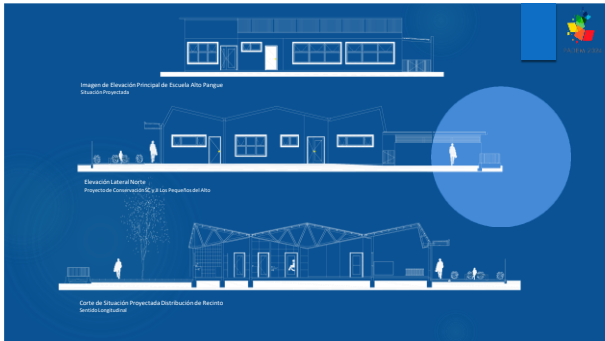 Imagen de Elevación Principal de Escuela Alto Pangue
Situación Proyectada
Elevación Lateral Norte
Proyecto de Conservación SC y JI Los Pequeños del Alto
Corte de Situación Proyectada Distribución de Recinto
Sentido Longitudinal